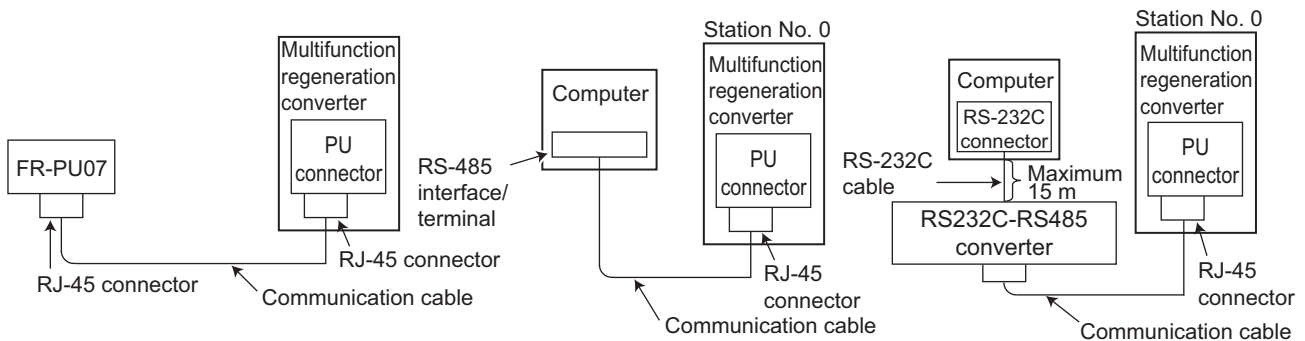 Multifunction
regeneration
converter
PU
connector
FR-PU07
RJ-45 connector
RJ-45 connector
Communication cable
Station No. 0
Computer
Multifunction
regeneration
converter
PU
connector
RS-485
interface/
terminal
RJ-45
connector
Communication cable
Station No. 0
Computer
RS-232C
connector
Multifunction
regeneration
converter
PU
connector
RS-232C
cable
Maximum
15 m
RS232C-RS485
converter
RJ-45
connector
Communication cable